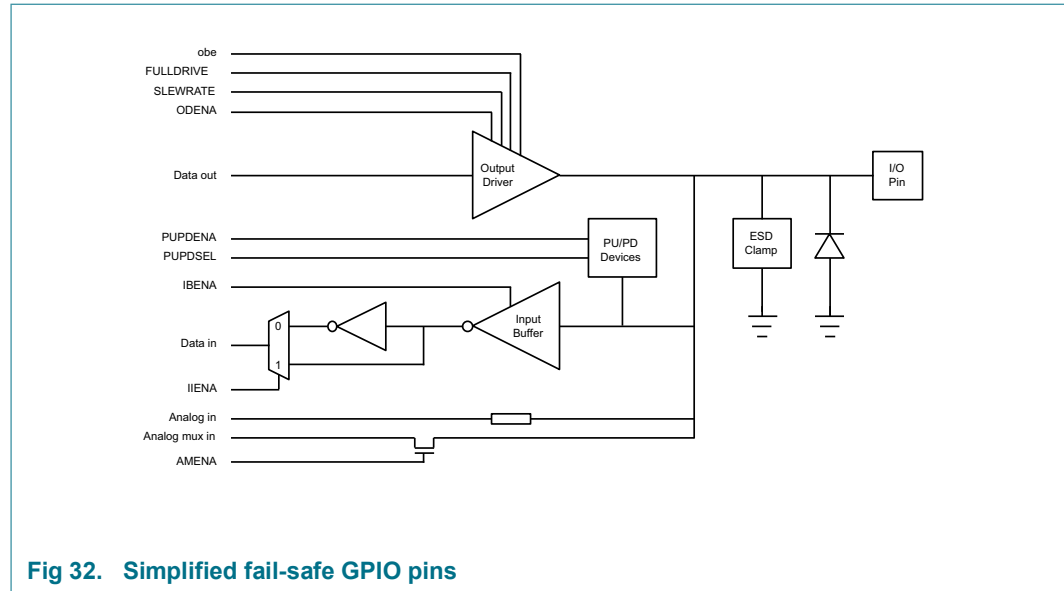 obe
FULLDRIVE
SLEWRATE
ODENA
Data out
Output
Driver
I/O
Pin
PUPDENA
PUPDSEL
PU/PD
Devices
ESD
Clamp
IBENA
Input
Buffer
0
Data in
1
IIENA
Analog in
Analog mux in
AMENA
Fig 32. Simplified fail-safe GPIO pins